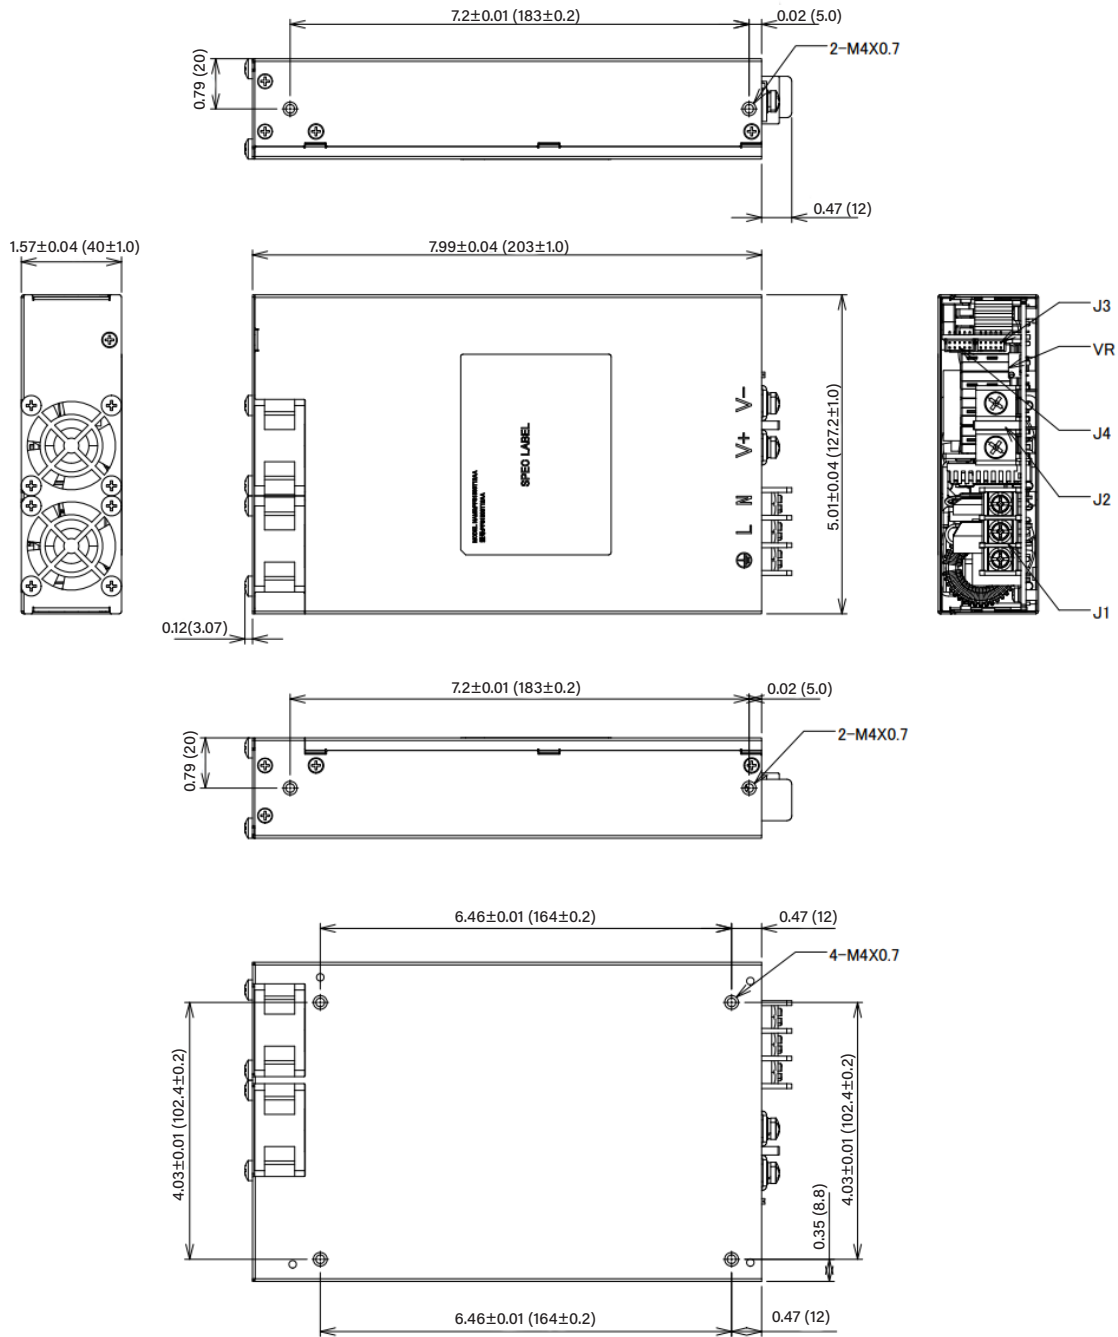 7.2±0.01 (183±0.2)
0.02 (5.0)
2-M4X0.7
0.79 (20)
0.47 (12)
1.57±0.04 (40±1.0)
7.99±0.04 (203±1.0)
J3
VR
J4
J2
J1
V-
V+
N
L
SPEC LABEL
5.01±0.04 (127.2±1.0)
0.12(3.07)
7.2±0.01 (183±0.2)
0.02 (5.0)
2-M4X0.7
0.79 (20)
6.46±0.01 (164±0.2)
0.47 (12)
4-M4X0.7
4.03±0.01 (102.4±0.2)
4.03±0.01 (102.4±0.2)
0.35 (8.8)
6.46±0.01 (164±0.2)
0.47 (12)